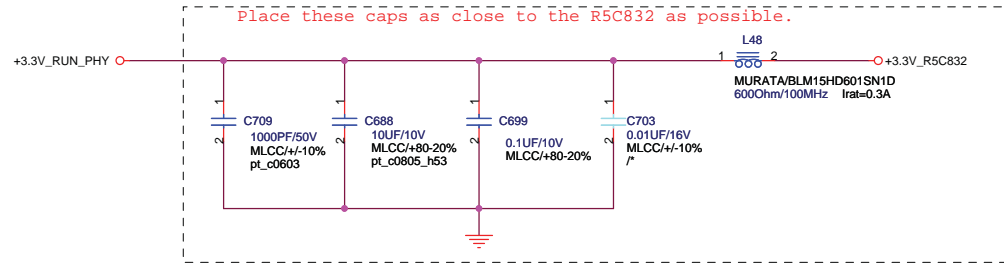 Place these caps as close to the R5C832 as possible.
L48
+3.3V_RUN_PHY
1
2
+3.3V_R5C832
MURATA/BLM15HD601SN1D
600Ohm/100MHz Irat=0.3A
1
C709
2
1000PF/50V
MLCC/+/-10%
pt_c0603
1
C688
2
10UF/10V
MLCC/+80-20%
pt_c0805_h53
1
C699
2
0.1UF/10V
MLCC/+80-20%
1
C703
2
0.01UF/16V
MLCC/+/-10%
/*